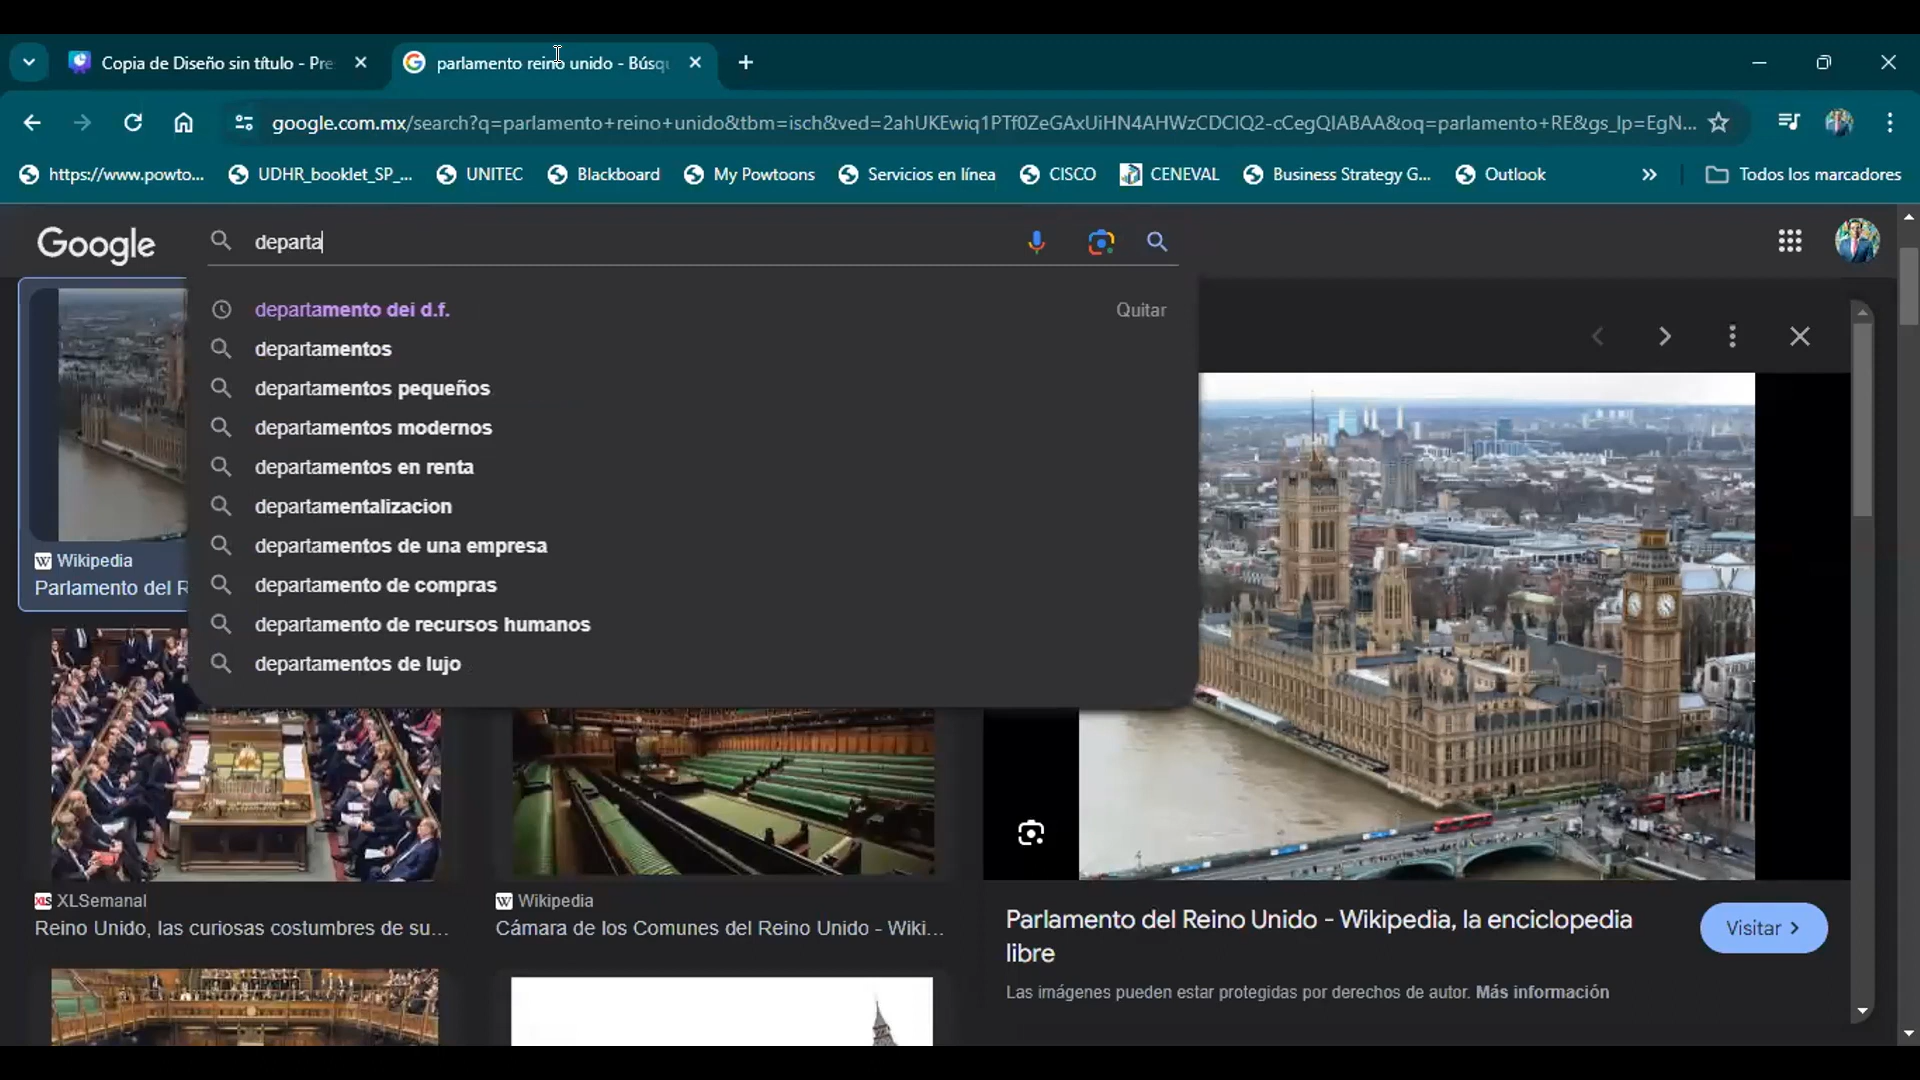 Copia de Diseño sin título - Pre
parlamento reino unido - Búsq
google.com.mx/search?q=parlamento+reino+unido&tbm=isch&ved=2ahUKEwiq1PTf0ZeGAxUiHN4AHWzCDCIQ2-cCegQIABAA&oq=parlamento+RE&gs_lp=EgN...
https://www.powto...
UDHR_booklet_SP_...
UNITEC
Blackboard
My Powtoons
Servicios en línea
CISCO
CENEVAL
Business Strategy G...
Outlook
Todos los marcadores
Google
departa
departamento dei d.f.
Quitar
departamentos
departamentos pequeños
departamentos modernos
departamentos en renta
departamentalizacion
departamentos de una empresa
departamento de compras
departamento de recursos humanos
departamentos de lujo
Wikipedia
Parlamento del R
XLSemanal
Reino Unido, las curiosas costumbres de su...
Wikipedia
Cámara de los Comunes del Reino Unido - Wiki...
Parlamento del Reino Unido - Wikipedia, la enciclopedia
libre
Visitar
Las imágenes pueden estar protegidas por derechos de autor. Más información